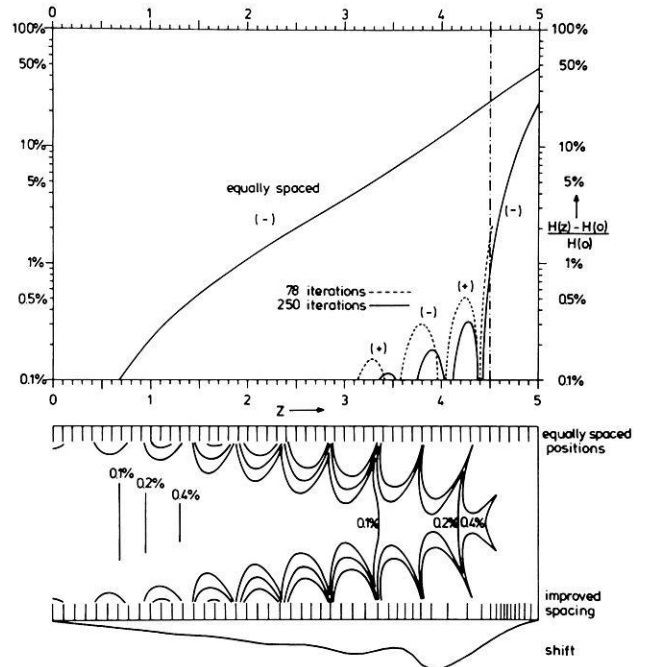 0 1 2 3 4 5
100% 100%
50% 50%
10% 10%
5% 5%
equally spaced
(-)
(-)
H(z) - H(o)
H(o)
1% 1%
78 iterations
250 iterations
(+)
(-)
(+)
0.5% 0.5%
0.1% 0.1%
0 1 2 3 4 5
Z
equally spaced
positions
0.1%
0.2%
0.4%
0.1% 0.2% 0.4%
improved
spacing
shift